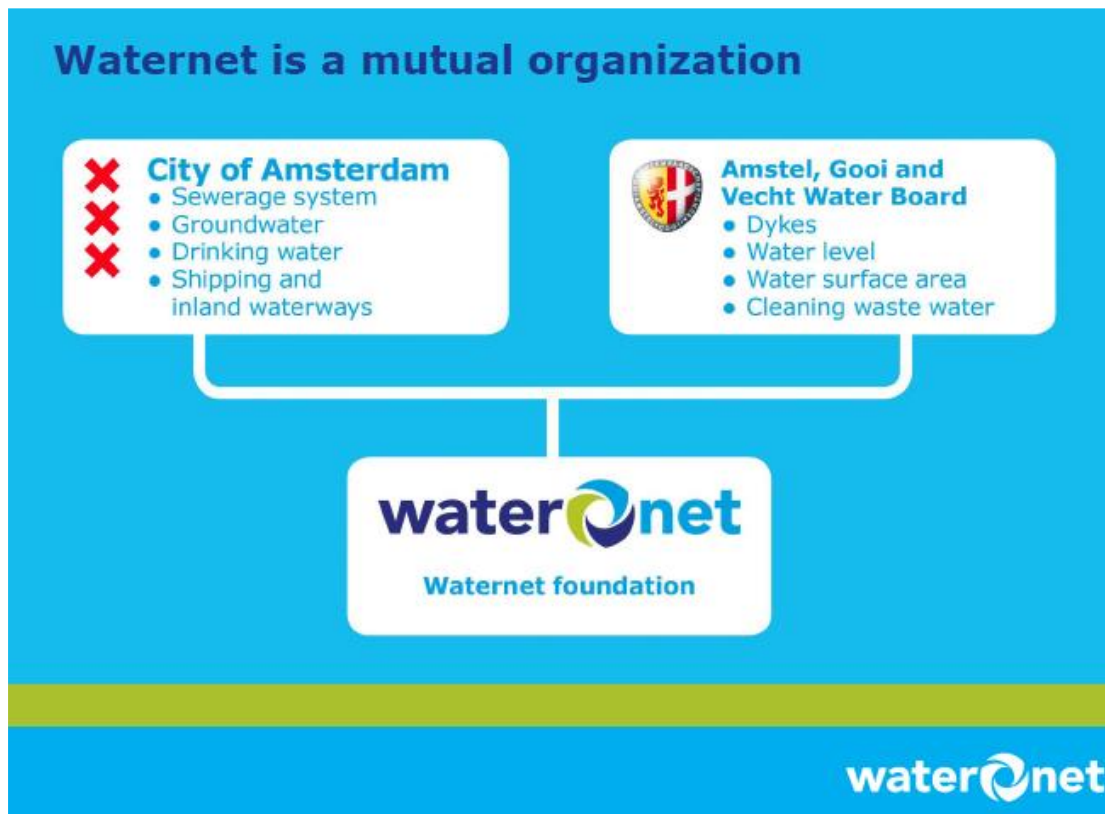 Waternet is a mutual organization
City of Amsterdam
• Sewerage system
• Groundwater
• Drinking water
• Shipping and
inland waterways
Amstel, Gooi and
Vecht Water Board
• Dykes
• Water level
• Water surface area
• Cleaning waste water
waternet
Waternet foundation
waternet